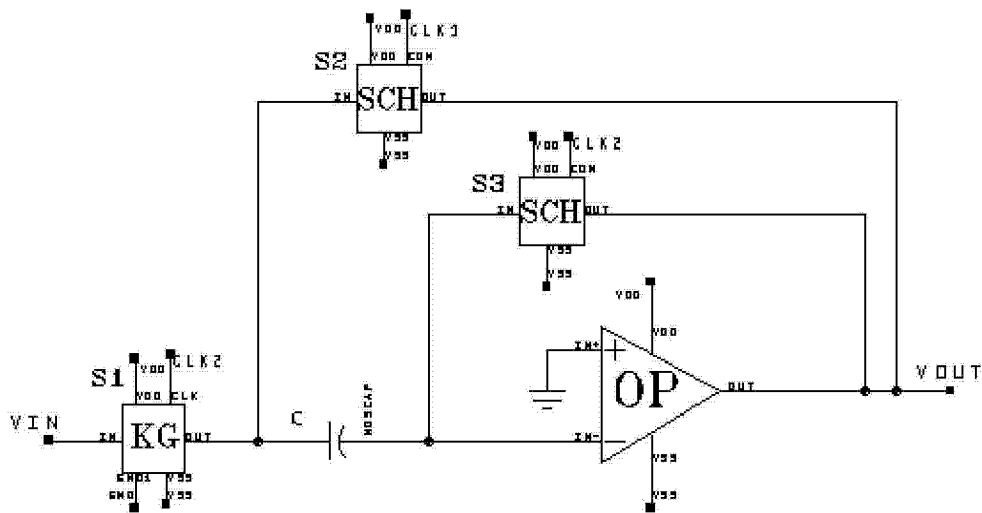 VDD CLK1
S2 VDD CON
IN SCH OUT
VSS
VSS
VDD CLK2
S3 VDD CON
IN SCH OUT
VSS
VSS
VDD
VDD
IN+
OP
OUT
VOUT
IN-
VSS
VSS
VDD CLK2
S1 VDD CLK
VIN
IN KG OUT
GND1 VSS
GND VSS
C
MOSCAP